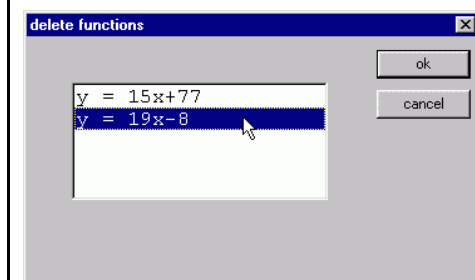 delete functions
ok
y = 15x+77
cancel
y = 19x-8